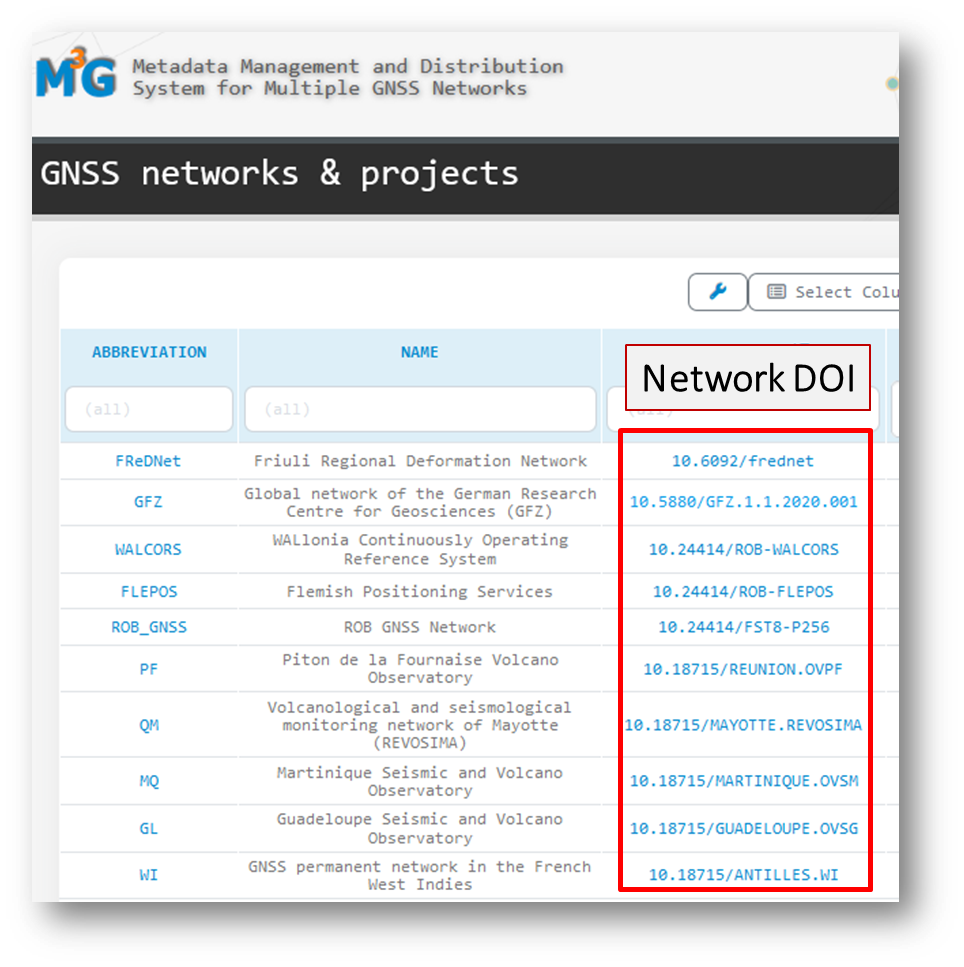 M3G Metadata Management and Distribution
System for Multiple GNSS Networks
GNSS networks & projects
Select Colu
ABBREVIATION NAME Network DOI
(all) (all) (all)
FReDNet Friuli Regional Deformation Network 10.6092/frednet
GFZ Global network of the German Research
Centre for Geosciences (GFZ) 10.5880/GFZ.1.1.2020.001
WALCORS WALlonia Continuously Operating
Reference System 10.24414/ROB-WALCORS
FLEPOS Flemish Positioning Services 10.24414/ROB-FLEPOS
ROB_GNSS ROB GNSS Network 10.24414/FST8-P256
PF Piton de la Fournaise Volcano
Observatory 10.18715/REUNION.OVPF
QM Volcanological and seismological
monitoring network of Mayotte
(REVOSIMA) 10.18715/MAYOTTE.REVOSIMA
MQ Martinique Seismic and Volcano
Observatory 10.18715/MARTINIQUE.OVSM
GL Guadeloupe Seismic and Volcano
Observatory 10.18715/GUADELOUPE.OVSG
WI GNSS permanent network in the French
West Indies 10.18715/ANTILLES.WI